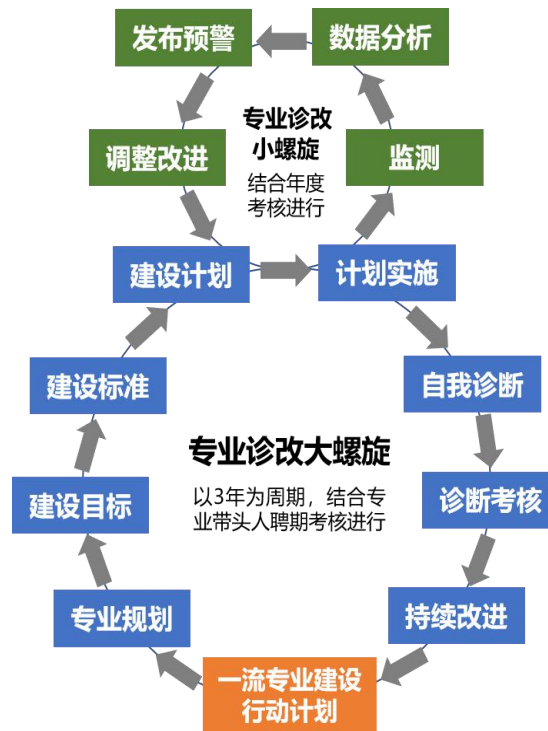 发布预警
数据分析
专业诊改
小螺旋
调整改进
监测
结合年度
考核进行
建设计划
计划实施
建设标准
自我诊断
专业诊改大螺旋
以3年为周期，结合专
业带头人聘期考核进行
建设目标
诊断考核
专业规划
持续改进
一流专业建设
行动计划